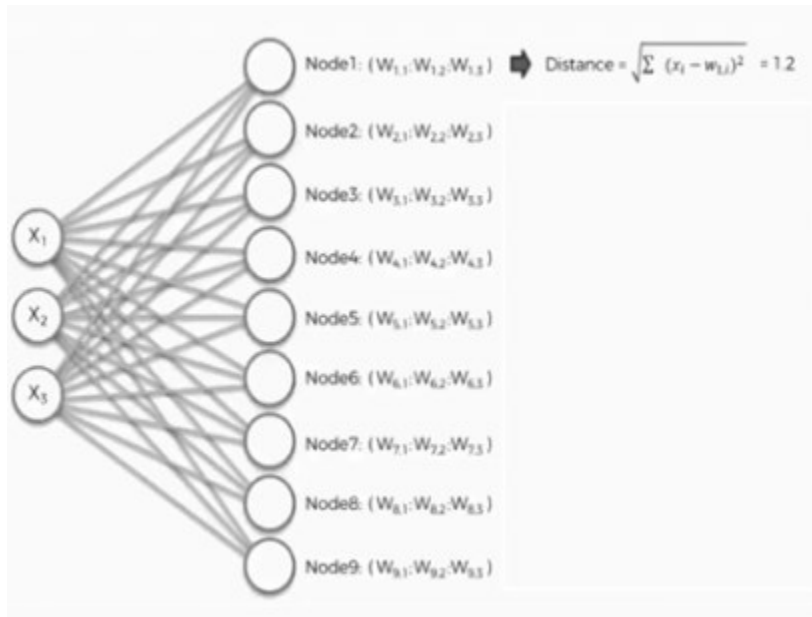 Node1: (W1,1:W1,2:W1,3) Distance = √Σ (xi − w1,i)² = 1.2
Node2: (W2,1:W2,2:W2,3)
Node3: (W3,1:W3,2:W3,3)
X1
Node4: (W4,1:W4,2:W4,3)
X2
Node5: (W5,1:W5,2:W5,3)
Node6: (W6,1:W6,2:W6,3)
X3
Node7: (W7,1:W7,2:W7,3)
Node8: (W8,1:W8,2:W8,3)
Node9: (W9,1:W9,2:W9,3)